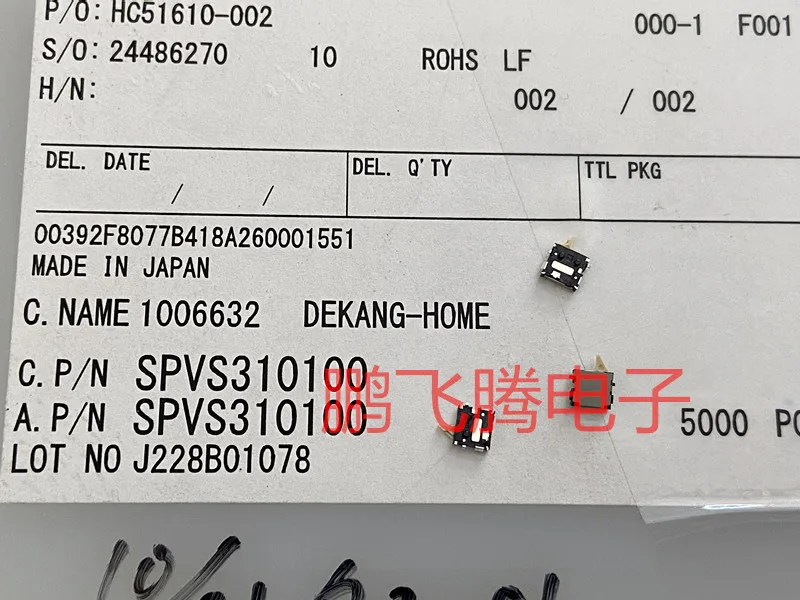 P/O: HC51610-002
000-1 F001
S/O: 24486270 10 ROHS LF
H/N: 002 / 002
DEL. DATE DEL. Q'TY TTL PKG
/ /
00392F8077B418A260001551
MADE IN JAPAN
C. NAME 1006632 DEKANG-HOME
C. P/N SPVS310100
A. P/N SPVS310100
鹏飞腾电子
5000 PC
LOT NO J228B01078